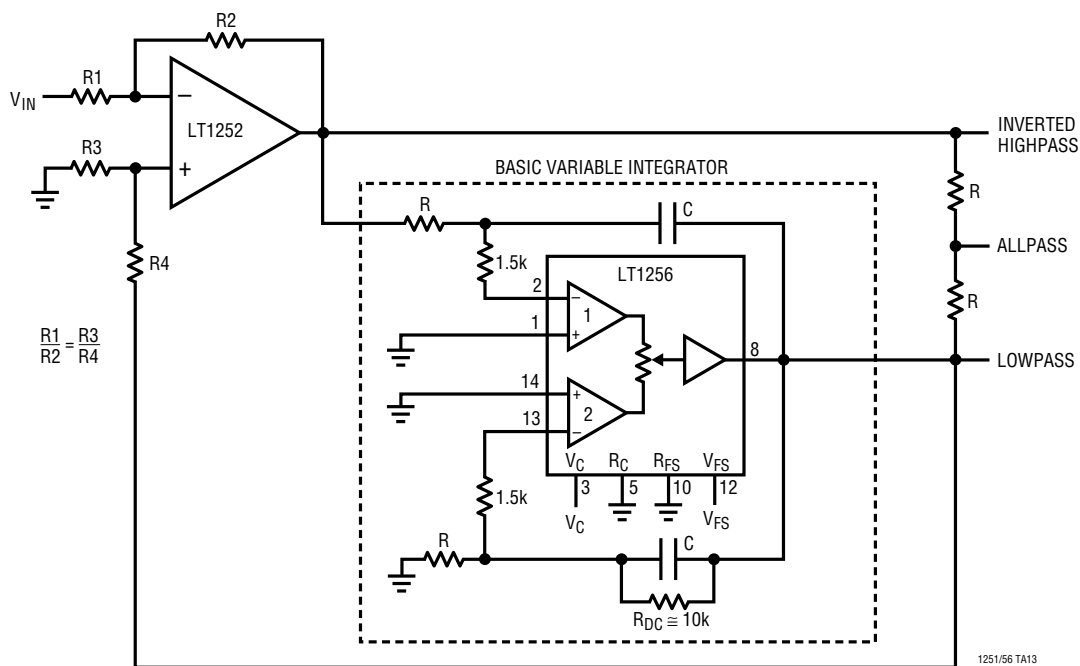 R2
R1
V_IN
LT1252
−
+
R3
R4
R1/R2 = R3/R4
INVERTED
HIGHPASS
BASIC VARIABLE INTEGRATOR
R
C
R
ALLPASS
1.5k
LT1256
R
2
−
1
1
+
8
LOWPASS
14
+
13
2
−
V_C R_C R_FS V_FS
3 5 10 12
V_C V_FS
1.5k
R
C
R_DC ≅ 10k
1251/56 TA13